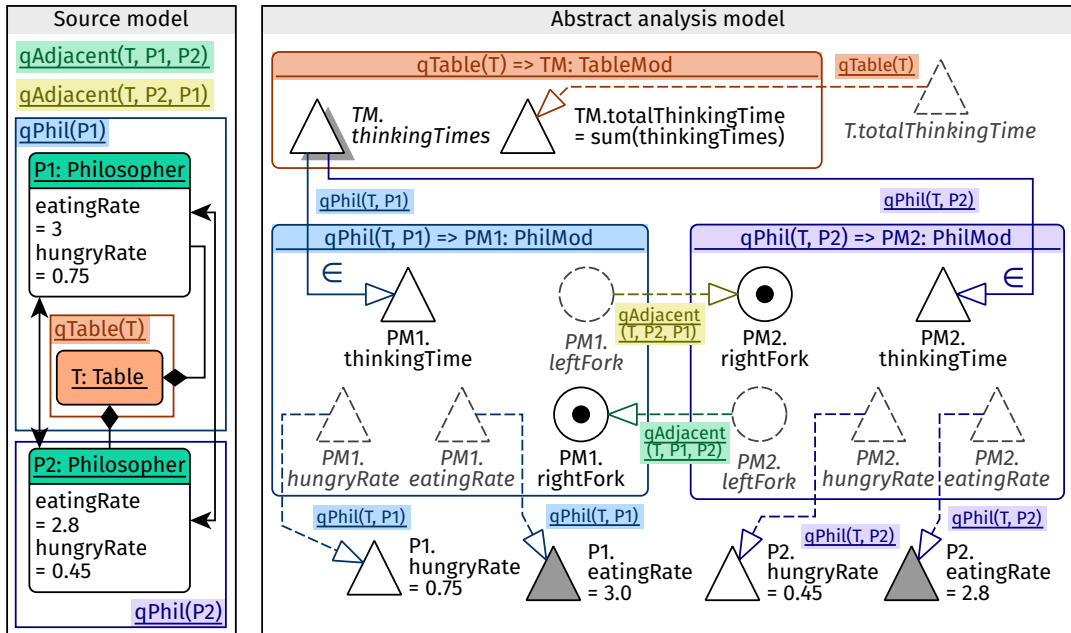 Source model
qAdjacent(T, P1, P2)
qAdjacent(T, P2, P1)
qPhil(P1)
P1: Philosopher
eatingRate
= 3
hungryRate
= 0.75
qTable(T)
T: Table
P2: Philosopher
eatingRate
= 2.8
hungryRate
= 0.45
qPhil(P2)
Abstract analysis model
qTable(T) => TM: TableMod
TM.
thinkingTimes
TM.totalThinkingTime
= sum(thinkingTimes)
qTable(T)
T.totalThinkingTime
qPhil(T, P1)
qPhil(T, P2)
qPhil(T, P1) => PM1: PhilMod
∈
PM1.
thinkingTime
PM1.
leftFork
qAdjacent
(T, P2, P1)
PM1.
hungryRate
PM1.
eatingRate
PM1.
rightFork
qPhil(T, P2) => PM2: PhilMod
∈
PM2.
rightFork
PM2.
thinkingTime
qAdjacent
(T, P1, P2)
PM2.
leftFork
PM2.
hungryRate
PM2.
eatingRate
qPhil(T, P1)
qPhil(T, P1)
qPhil(T, P2)
qPhil(T, P2)
P1.
hungryRate
= 0.75
P1.
eatingRate
= 3.0
P2.
hungryRate
= 0.45
P2.
eatingRate
= 2.8